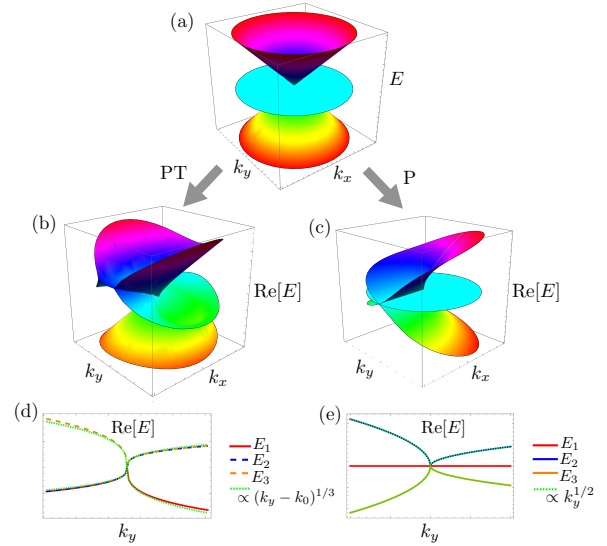 (a)
E
k_y
k_x
PT
P
(b)
Re[E]
k_y
k_x
(c)
Re[E]
k_y
k_x
(d)
Re[E]
E_1
E_2
E_3
∝ (k_y − k_0)^{1/3}
k_y
(e)
Re[E]
E_1
E_2
E_3
∝ k_y^{1/2}
k_y